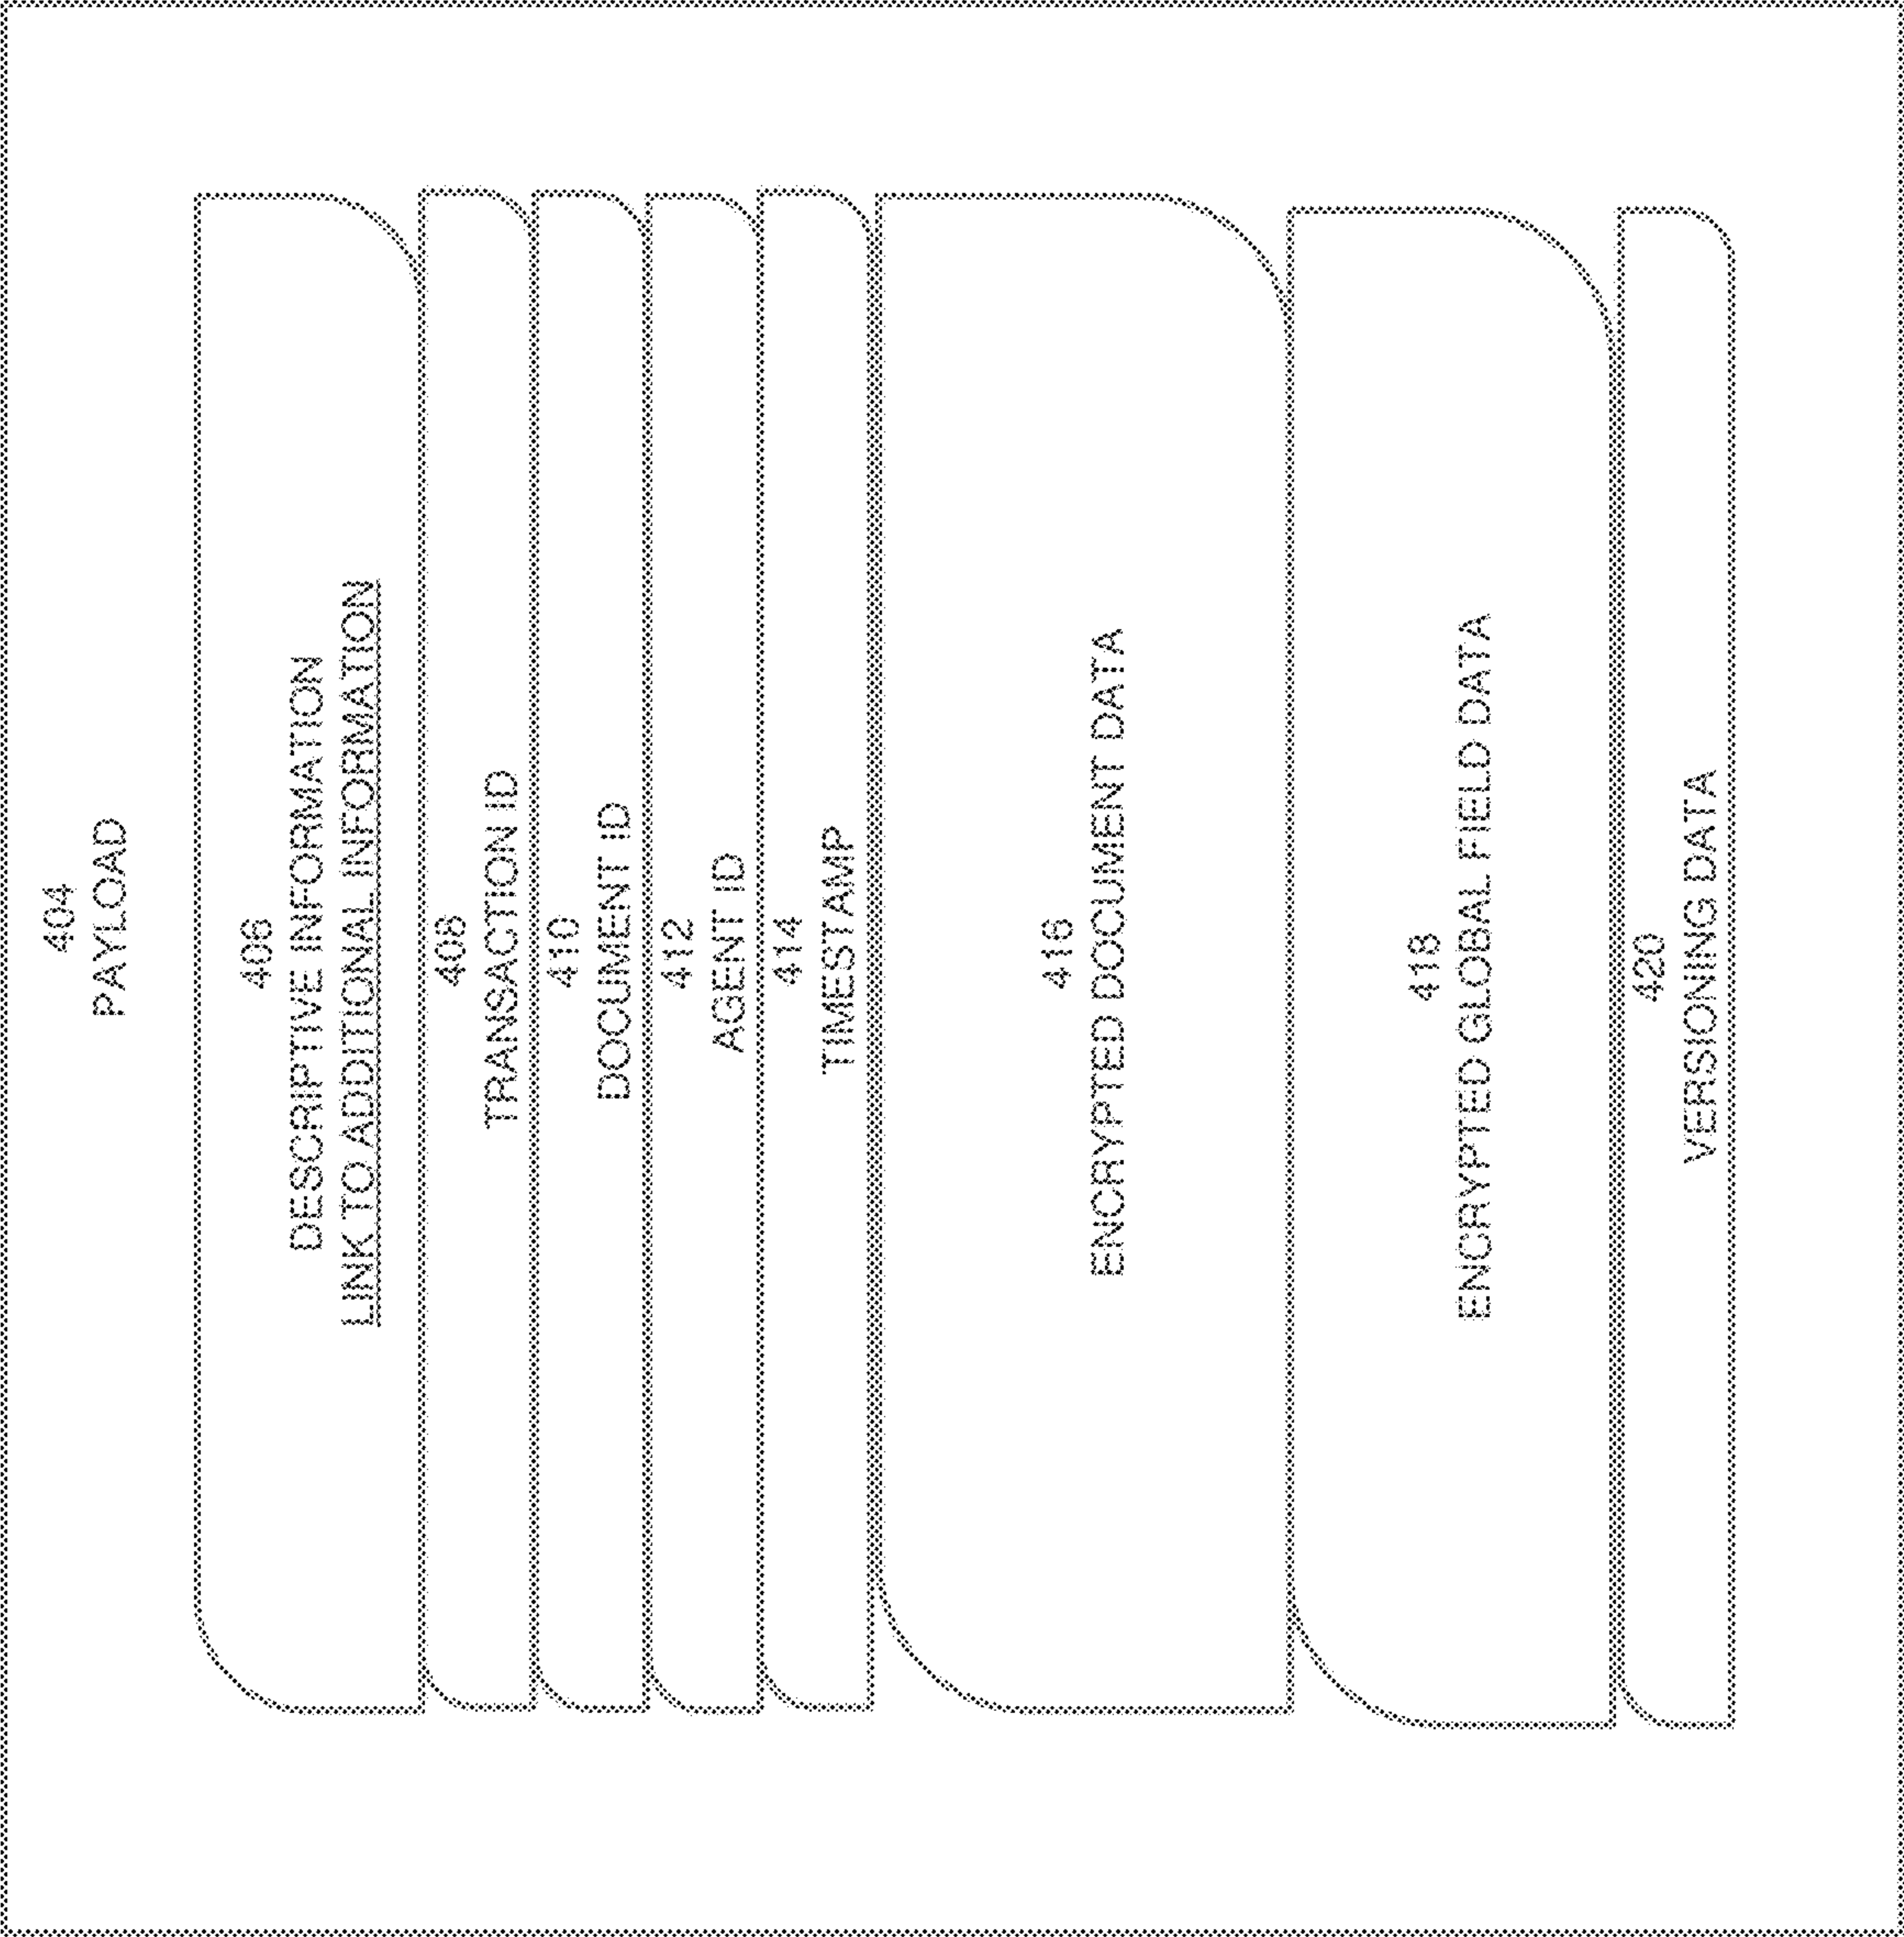 404
PAYLOAD
406
DESCRIPTIVE INFORMATION
LINK TO ADDITIONAL INFORMATION
408
TRANSACTION ID
410
DOCUMENT ID
412
AGENT ID
414
TIMESTAMP
416
ENCRYPTED DOCUMENT DATA
418
ENCRYPTED GLOBAL FIELD DATA
420
VERSIONING DATA